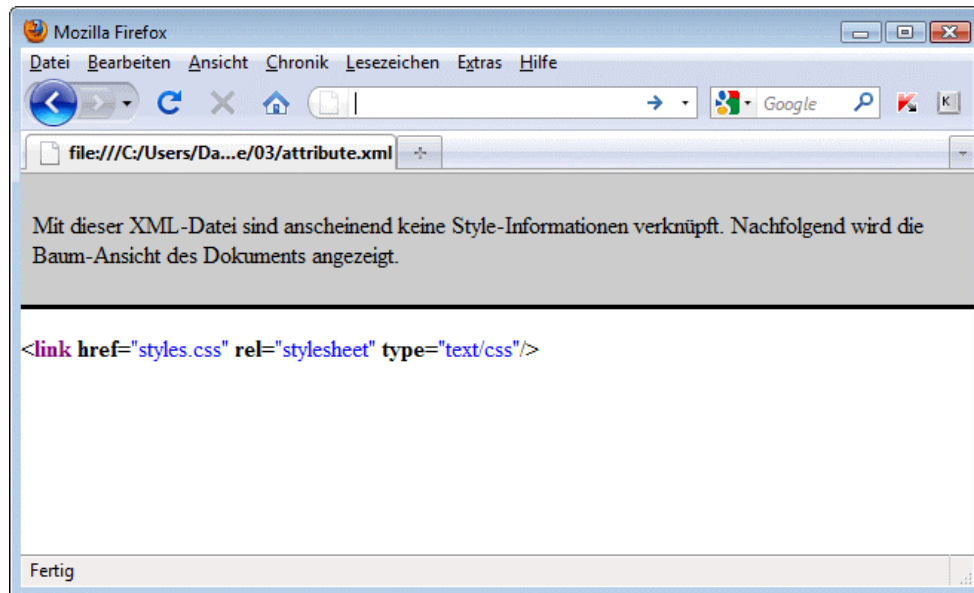 Mozilla Firefox
Datei Bearbeiten Ansicht Chronik Lesezeichen Extras Hilfe
Google K
file:///C:/Users/Da...e/03/attribute.xml
Mit dieser XML-Datei sind anscheinend keine Style-Informationen verknüpft. Nachfolgend wird die
Baum-Ansicht des Dokuments angezeigt.
<link href="styles.css" rel="stylesheet" type="text/css"/>
Fertig